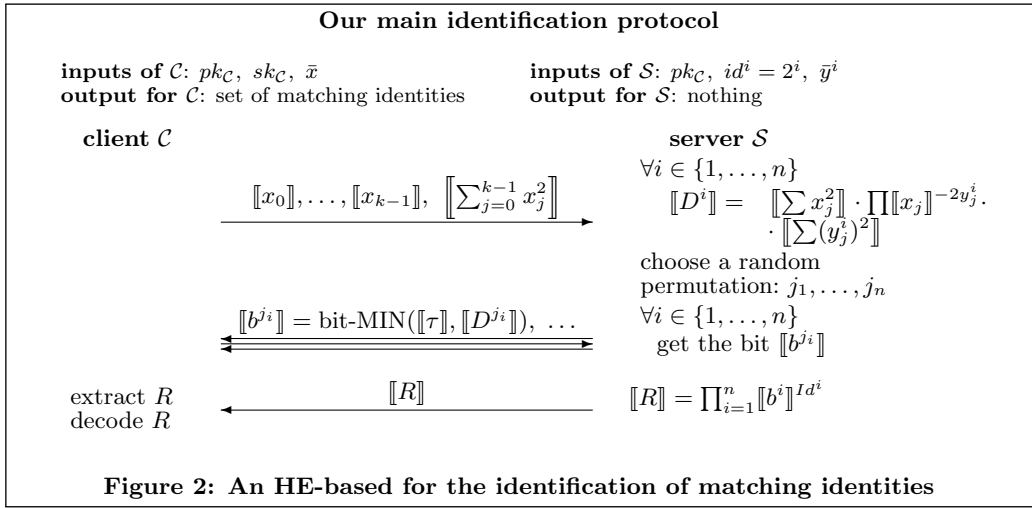 Our main identification protocol
inputs of 𝒞: pk_𝒞, sk_𝒞, x̄
output for 𝒞: set of matching identities
inputs of 𝒮: pk_𝒞, id^i = 2^i, ȳ^i
output for 𝒮: nothing
client 𝒞
server 𝒮
∀i ∈ {1, . . . , n}
⟦x_0⟧, . . . , ⟦x_{k−1}⟧, ⟦∑_{j=0}^{k−1} x_j^2⟧
⟦D^i⟧ = ⟦∑ x_j^2⟧ · ∏⟦x_j⟧^{−2y_j^i} ·
· ⟦∑(y_j^i)^2⟧
choose a random
permutation: j_1, . . . , j_n
⟦b^{j_i}⟧ = bit-MIN(⟦τ⟧, ⟦D^{j_i}⟧), . . .
∀i ∈ {1, . . . , n}
get the bit ⟦b^{j_i}⟧
extract R
decode R
⟦R⟧
⟦R⟧ = ∏_{i=1}^{n}⟦b^i⟧^{Id^i}
Figure 2: An HE-based for the identification of matching identities